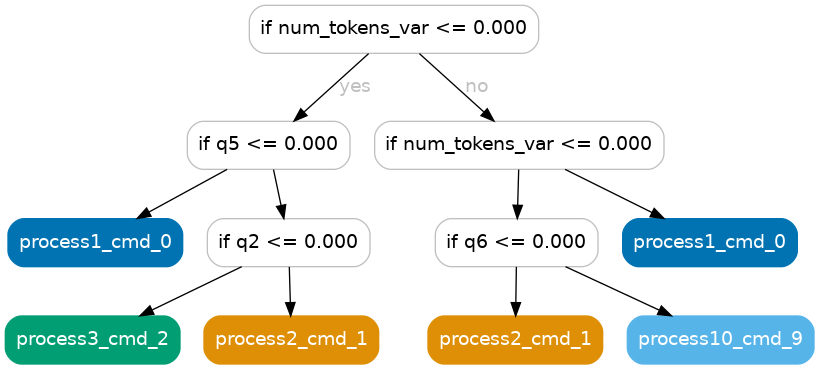 if num_tokens_var <= 0.000
yes
no
if q5 <= 0.000
if num_tokens_var <= 0.000
process1_cmd_0
if q2 <= 0.000
if q6 <= 0.000
process1_cmd_0
process3_cmd_2
process2_cmd_1
process2_cmd_1
process10_cmd_9